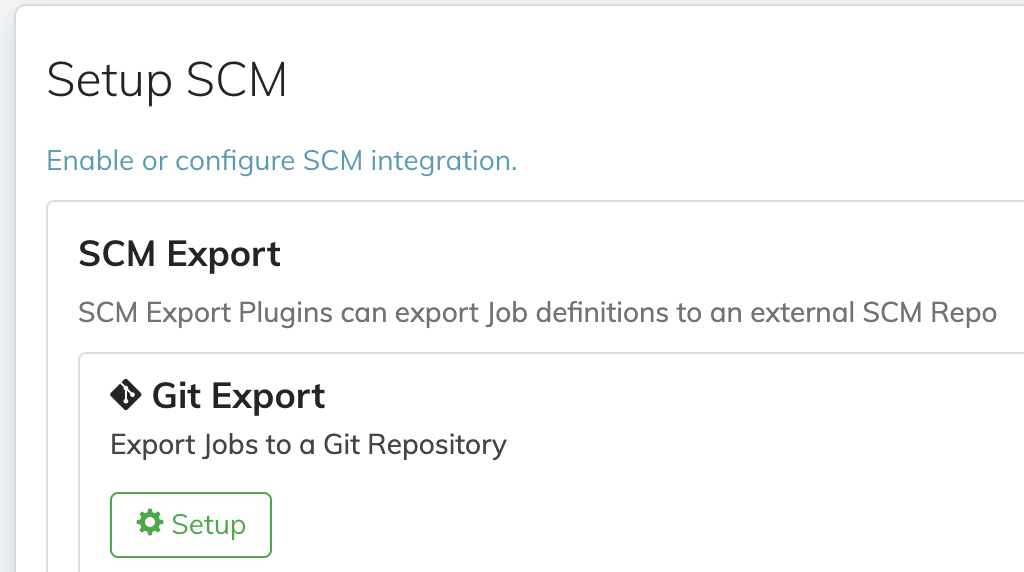 Setup SCM
Enable or configure SCM integration.
SCM Export
SCM Export Plugins can export Job definitions to an external SCM Repo
Git Export
Export Jobs to a Git Repository
Setup